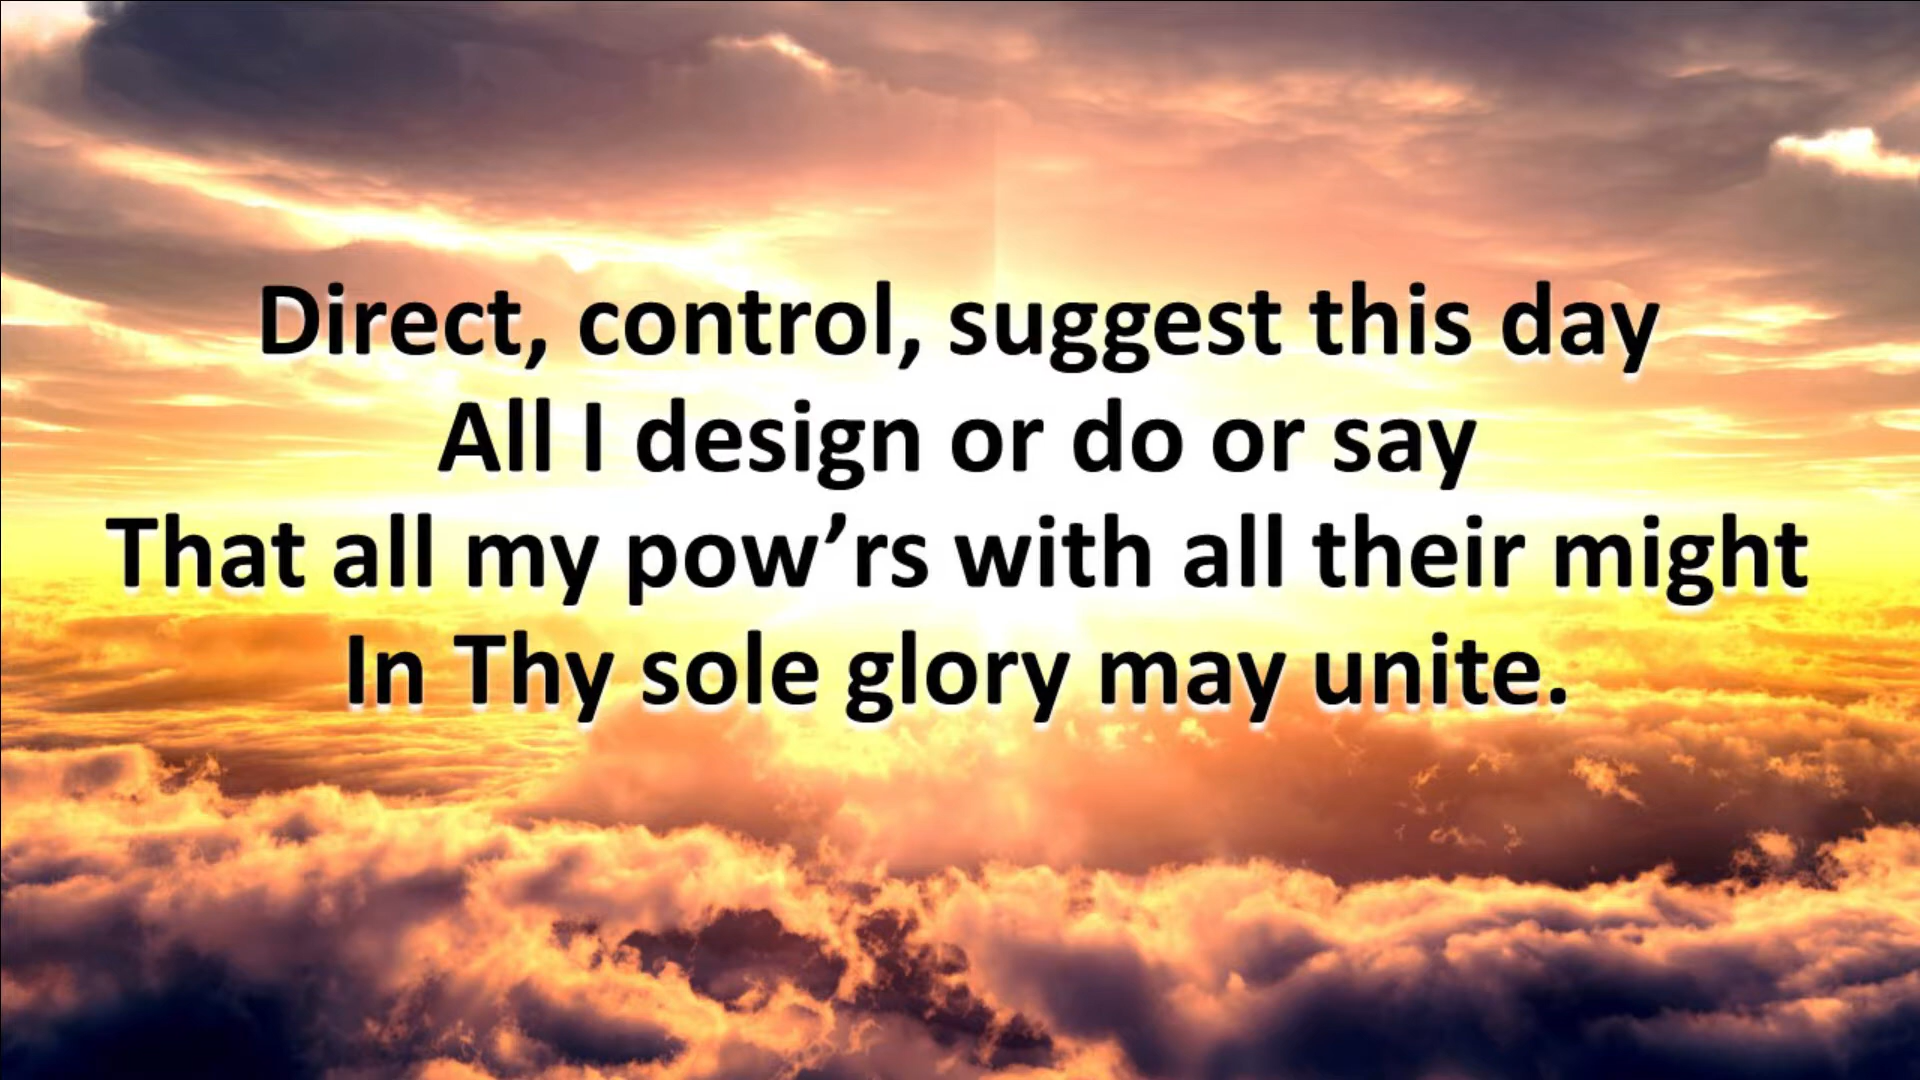 Direct, control, suggest this day
All I design or do or say
That all my pow’rs with all their might
In Thy sole glory may unite.